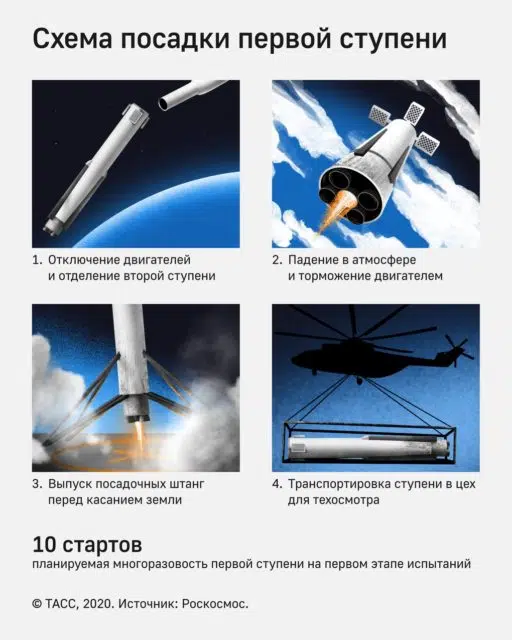 Схема посадки первой ступени
1. Отключение двигателей
и отделение второй ступени
2. Падение в атмосфере
и торможение двигателем
3. Выпуск посадочных штанг
перед касанием земли
4. Транспортировка ступени в цех
для техосмотра
10 стартов
планируемая многоразовость первой ступени на первом этапе испытаний
© ТАСС, 2020. Источник: Роскосмос.